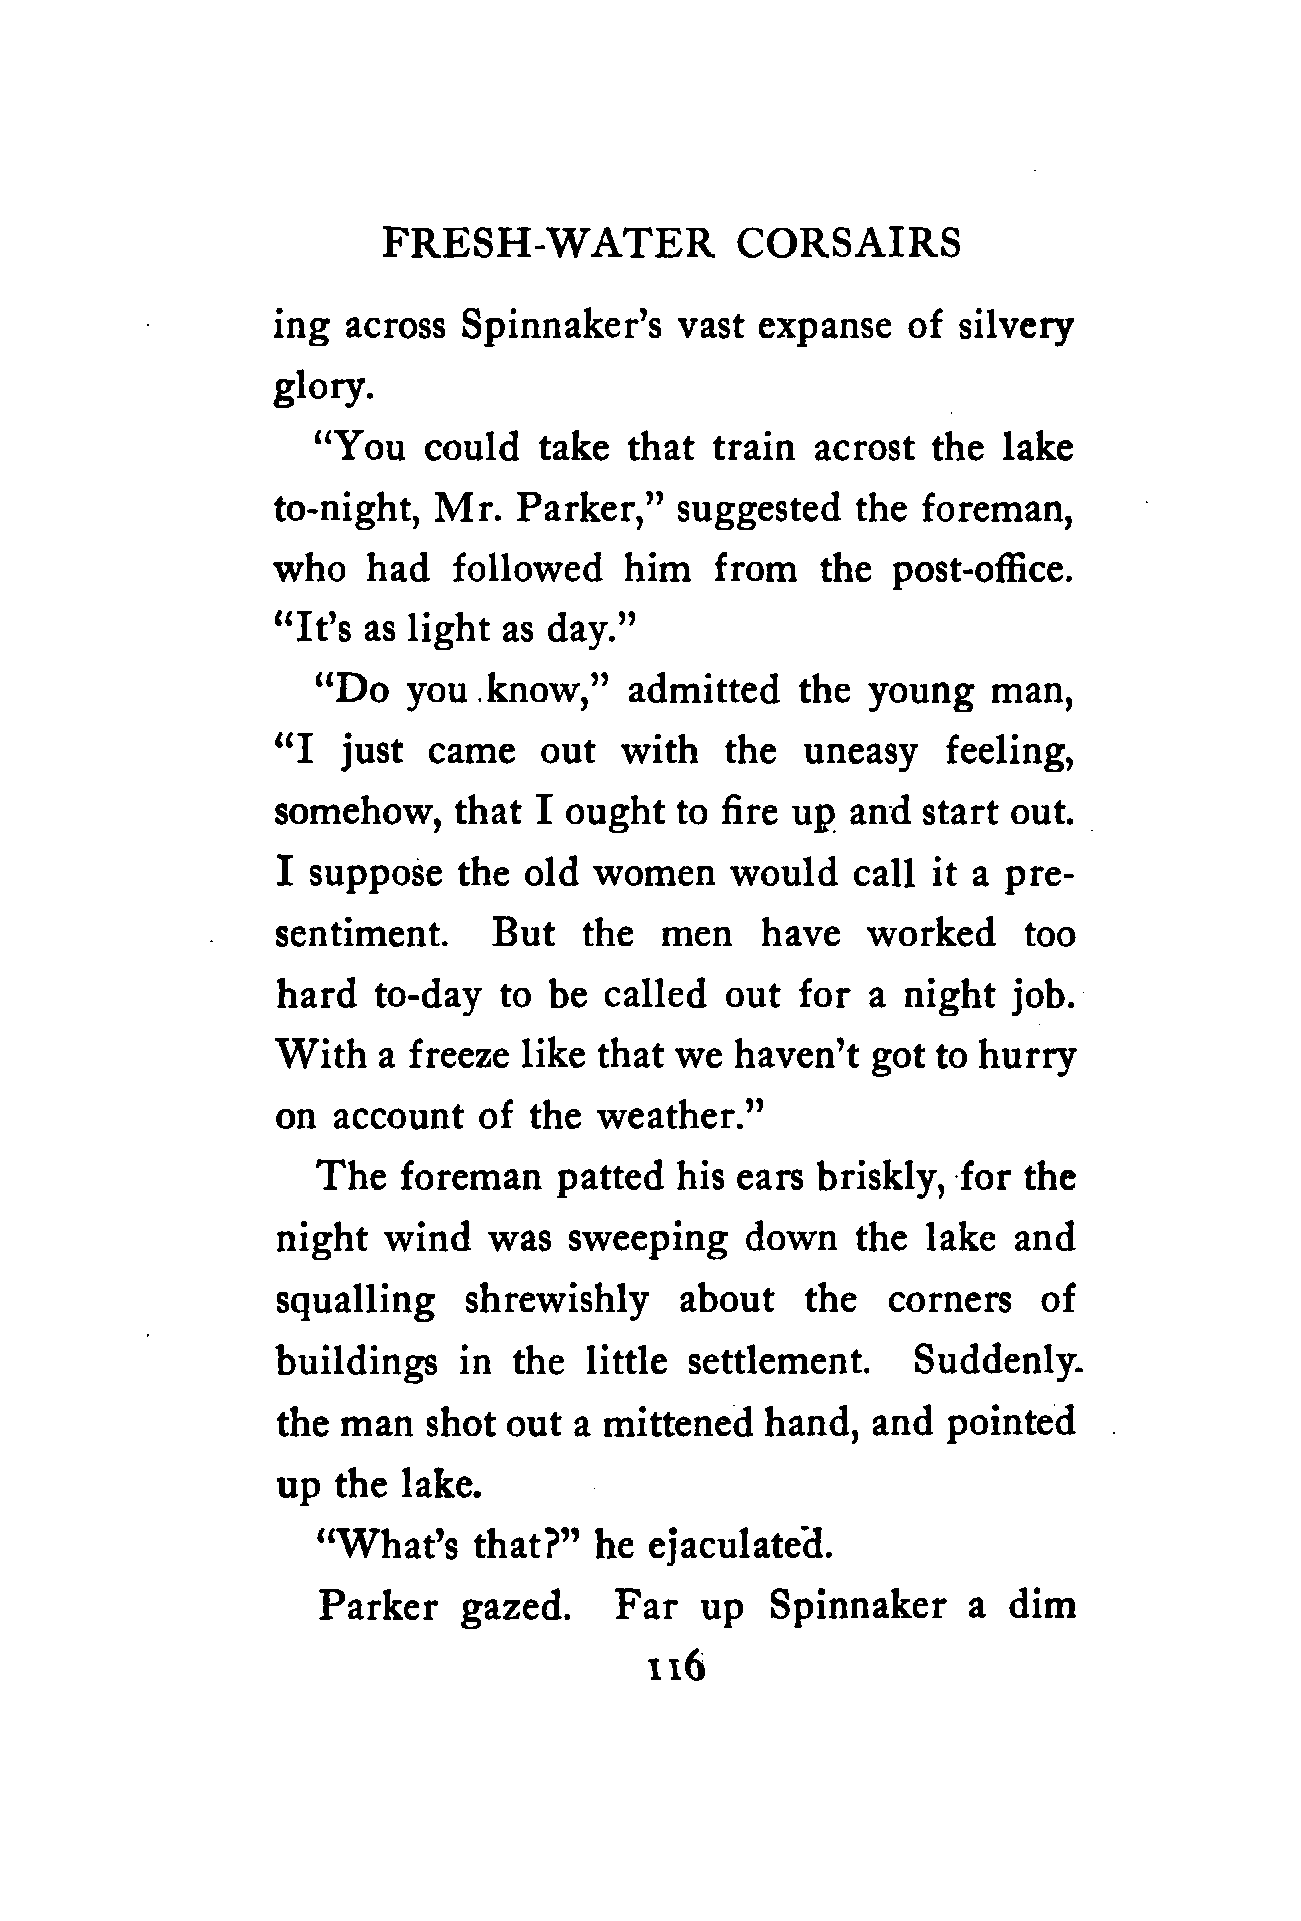 FRESH-WATER CORSAIRS
ing across Spinnaker's vast expanse of silvery
glory.
"You could take that train acrost the lake
to-night, Mr. Parker," suggested the foreman,
who had followed him from the post-office.
"It's as light as day."
"Do you know," admitted the young man,
"I just came out with the uneasy feeling,
somehow, that I ought to fire up and start out.
I suppose the old women would call it a pre-
sentiment. But the men have worked too
hard to-day to be called out for a night job.
With a freeze like that we haven't got to hurry
on account of the weather."
The foreman patted his ears briskly, for the
night wind was sweeping down the lake and
squalling shrewishly about the corners of
buildings in the little settlement. Suddenly
the man shot out a mittened hand, and pointed
up the lake.
"What's that?" he ejaculated.
Parker gazed. Far up Spinnaker a dim
116